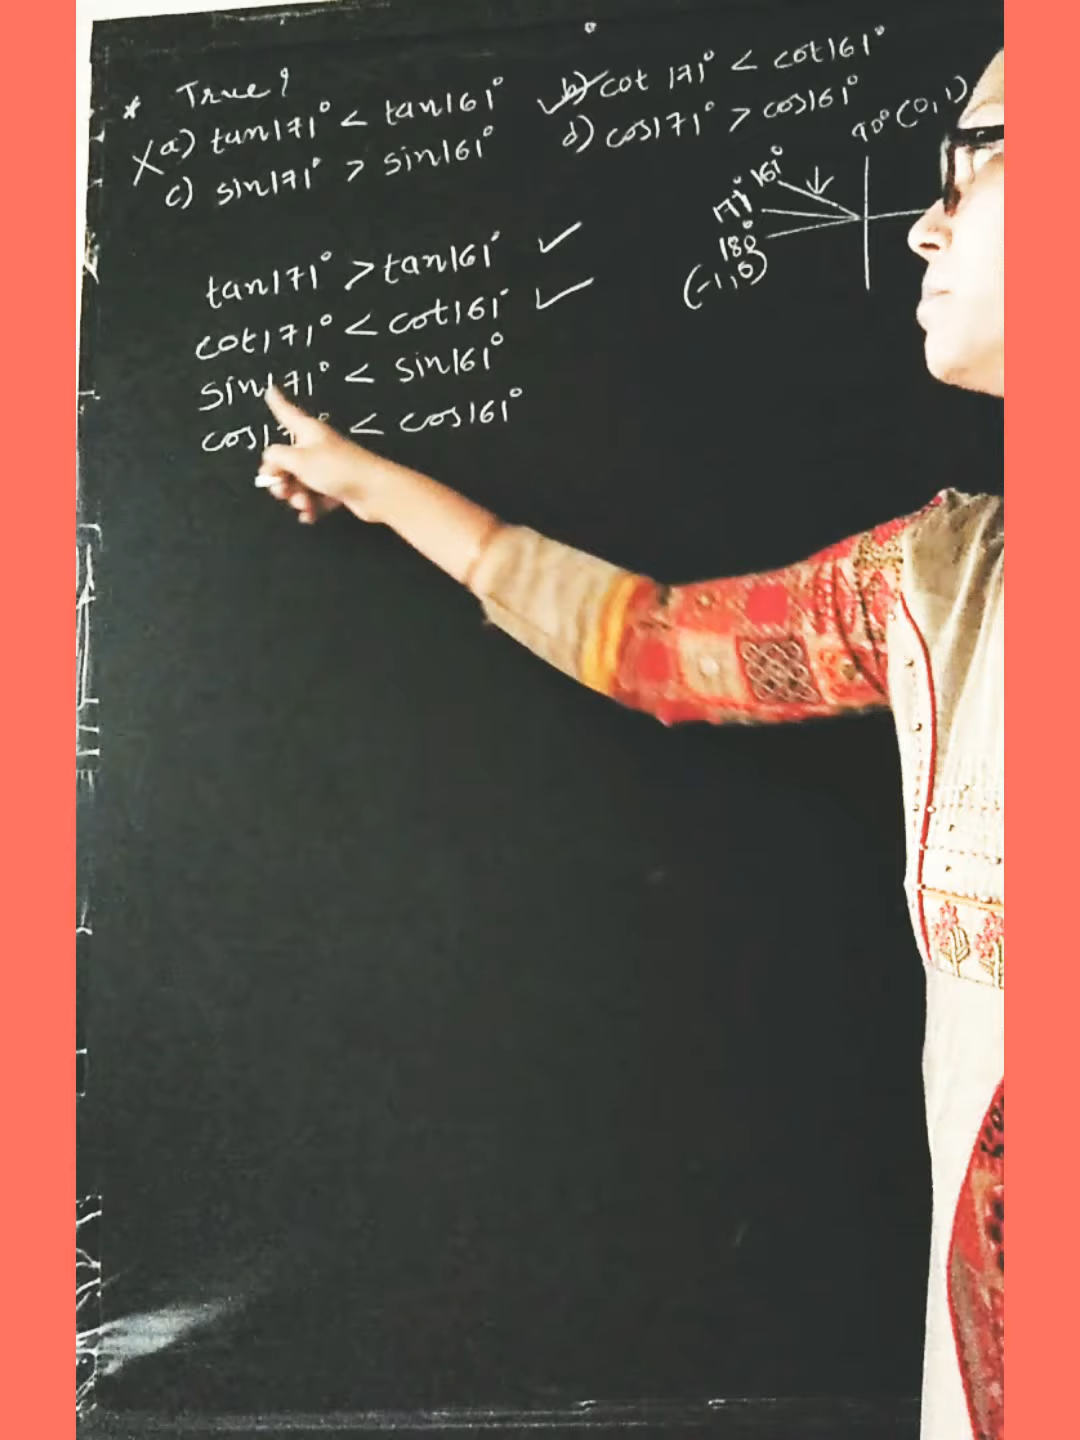 * True?
a) tan171° < tan161° b) cot 171° < cot161°
c) sin171° > sin161° d) cos171° > cos161°
90° (0,1)
161°
171°
180°
(-1,0)
tan171° > tan161° ✓
cot171° < cot161° ✓
sin171° < sin161°
cos17 ° < cos161°